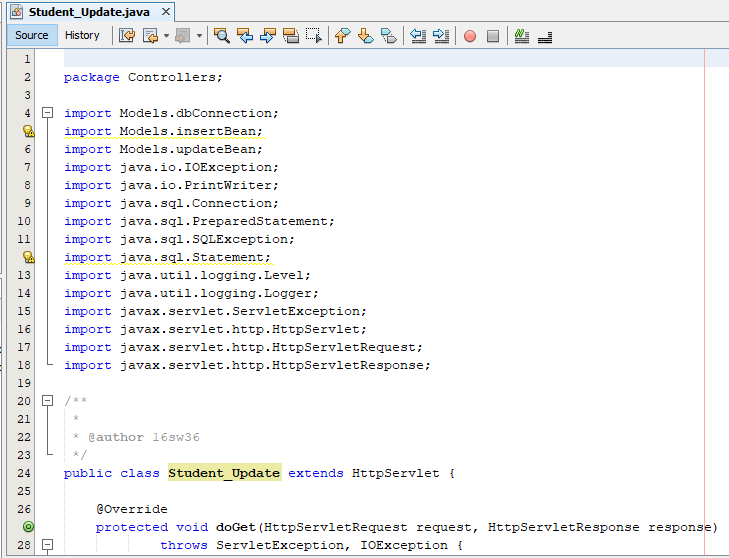 Student_Update.java
Source History
1
2 package Controllers;
3
4 import Models.dbConnection;
import Models.insertBean;
6 import Models.updateBean;
7 import java.io.IOException;
8 import java.io.PrintWriter;
9 import java.sql.Connection;
10 import java.sql.PreparedStatement;
11 import java.sql.SQLException;
import java.sql.Statement;
13 import java.util.logging.Level;
14 import java.util.logging.Logger;
15 import javax.servlet.ServletException;
16 import javax.servlet.http.HttpServlet;
17 import javax.servlet.http.HttpServletRequest;
18 import javax.servlet.http.HttpServletResponse;
19
20 /**
21 *
22 * @author 16sw36
23 */
24 public class Student_Update extends HttpServlet {
25
26 @Override
protected void doGet(HttpServletRequest request, HttpServletResponse response)
28 throws ServletException, IOException {